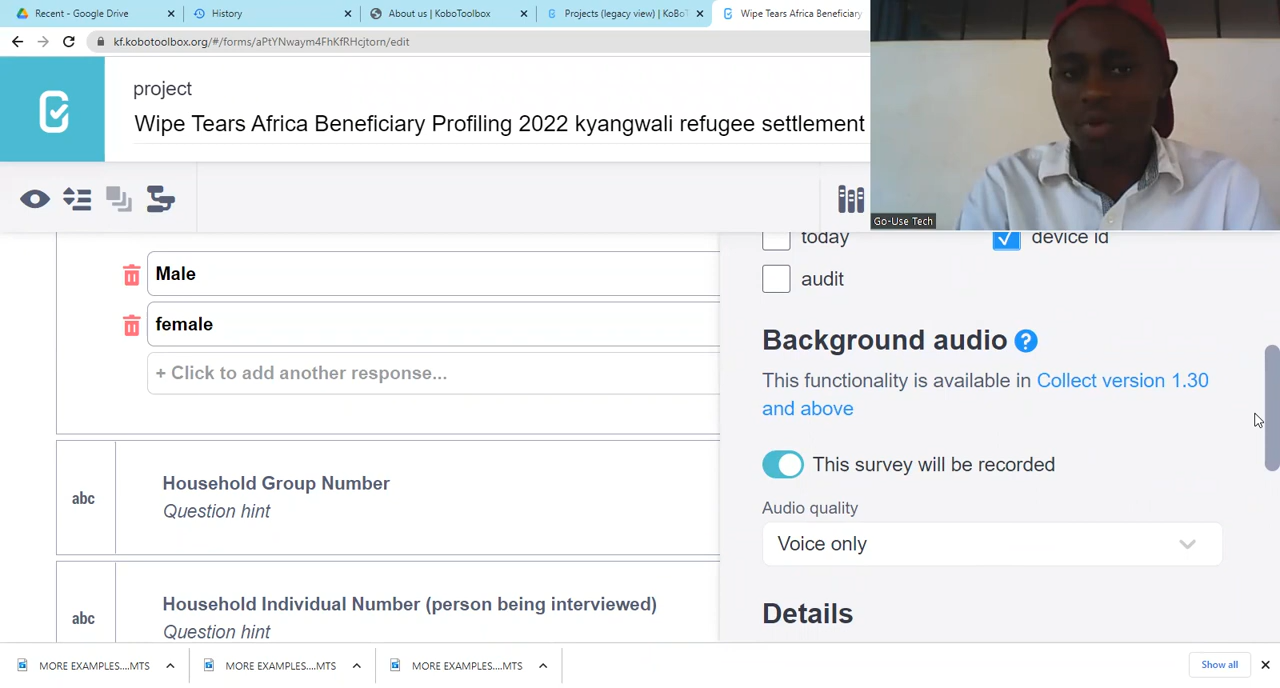 Recent - Google Drive
History
About us | KoboToolbox
Projects (legacy view) | KoBoT
Wipe Tears Africa Beneficiary
kf.kobotoolbox.org/#/forms/aPtYNwaym4FhKfRHcjtorn/edit
project
Wipe Tears Africa Beneficiary Profiling 2022 kyangwali refugee settlement
Go-Use Tech
today
device id
audit
Male
female
+ Click to add another response...
Background audio ?
This functionality is available in Collect version 1.30
and above
This survey will be recorded
Audio quality
Voice only
abc
Household Group Number
Question hint
abc
Household Individual Number (person being interviewed)
Question hint
Details
MORE EXAMPLES....MTS
MORE EXAMPLES....MTS
MORE EXAMPLES....MTS
Show all